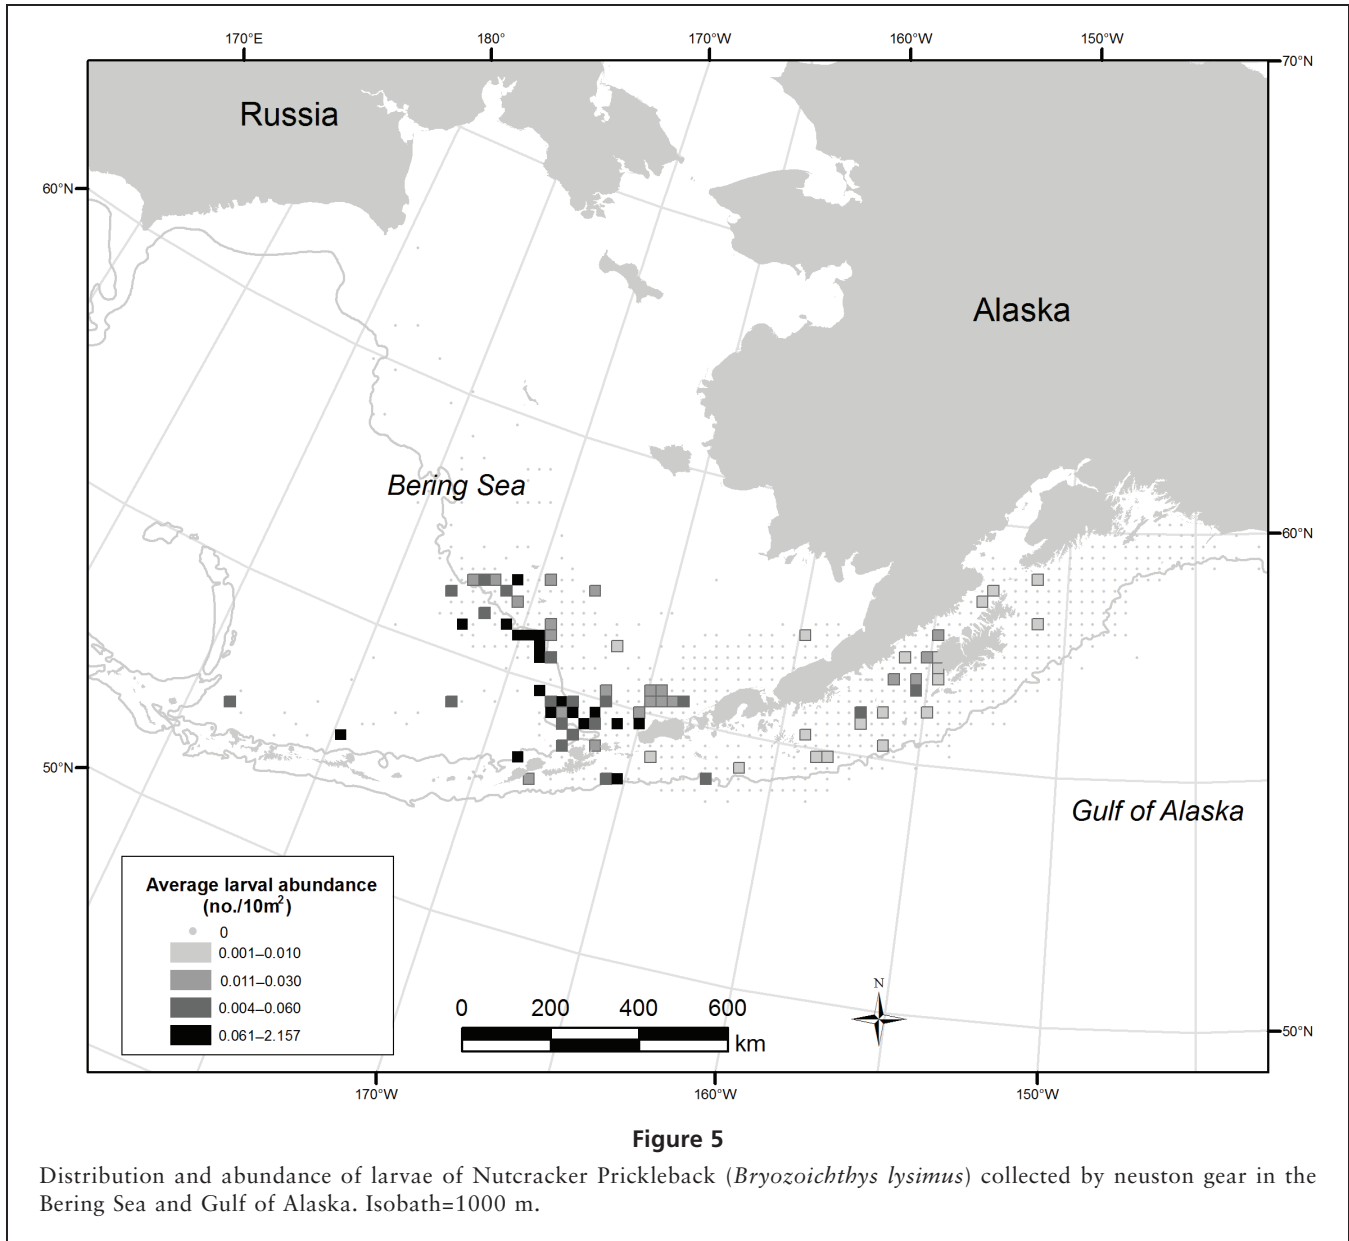 170°E 180° 170°W 160°W 150°W
70°N
Russia
60°N
Alaska
Bering Sea
60°N
50°N
Gulf of Alaska
Average larval abundance
(no./10m²)
0
0.001–0.010
0.011–0.030
0.004–0.060
0.061–2.157
N
0 200 400 600
km
50°N
170°W 160°W 150°W
Figure 5
Distribution and abundance of larvae of Nutcracker Prickleback (Bryozoichthys lysimus) collected by neuston gear in the
Bering Sea and Gulf of Alaska. Isobath=1000 m.